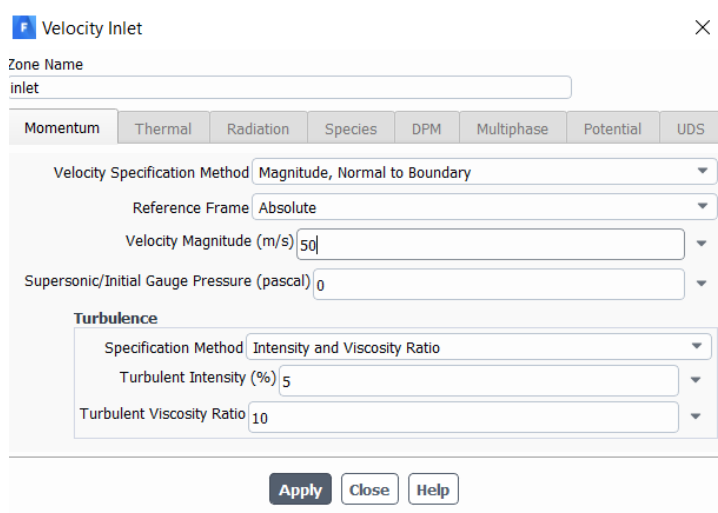 F Velocity Inlet
Zone Name
inlet
Momentum Thermal Radiation Species DPM Multiphase Potential UDS
Velocity Specification Method Magnitude, Normal to Boundary
Reference Frame Absolute
Velocity Magnitude (m/s) 50
Supersonic/Initial Gauge Pressure (pascal) 0
Turbulence
Specification Method Intensity and Viscosity Ratio
Turbulent Intensity (%) 5
Turbulent Viscosity Ratio 10
Apply Close Help